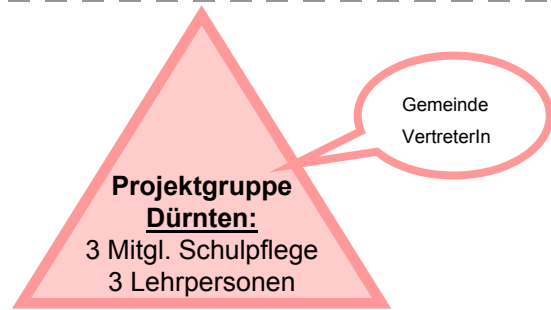 Gemeinde
VertreterIn
Projektgruppe
Dürnten:
3 Mitgl. Schulpflege
3 Lehrpersonen